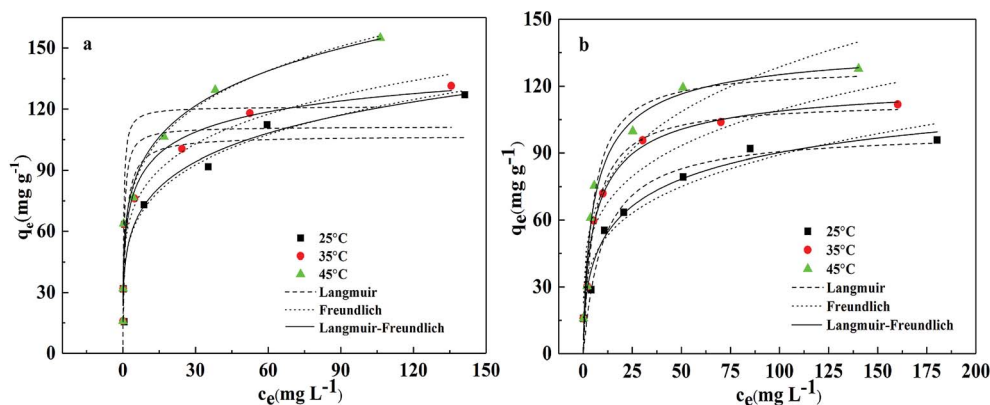 a
q_e(mg g⁻¹)
150
120
90
60
30
0
25°C
35°C
45°C
Langmuir
Freundlich
Langmuir-Freundlich
0 30 60 90 120 150
c_e(mg L⁻¹)
b
q_e(mg g⁻¹)
150
120
90
60
30
0
25°C
35°C
45°C
Langmuir
Freundlich
Langmuir-Freundlich
0 25 50 75 100 125 150 175 200
c_e(mg L⁻¹)